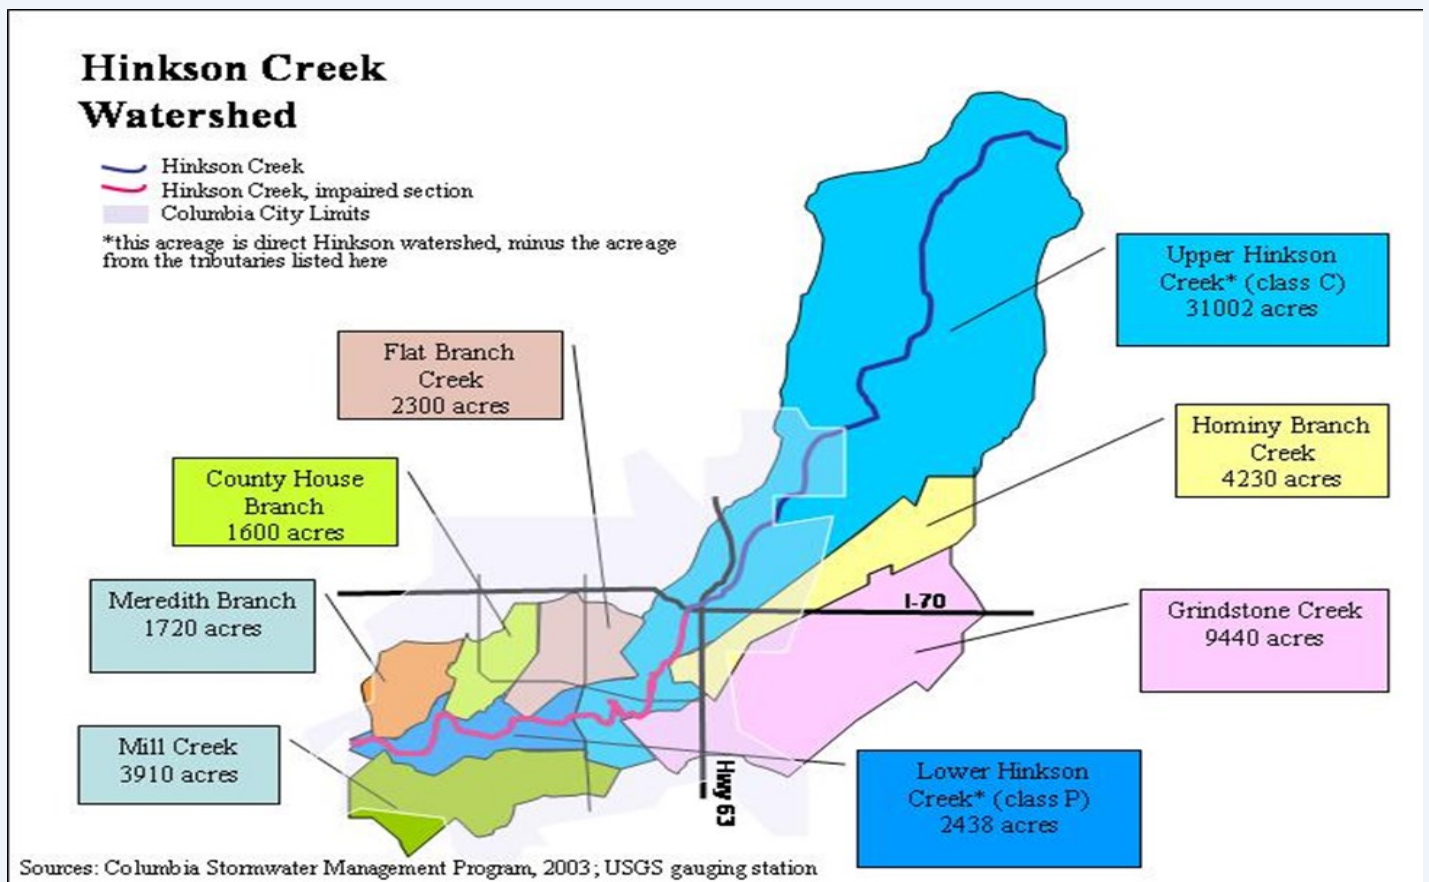 Hinkson Creek
Watershed
Hinkson Creek
Hinkson Creek, impaired section
Columbia City Limits
*this acreage is direct Hinkson watershed, minus the acreage
from the tributaries listed here
Upper Hinkson
Creek* (class C)
31002 acres
Flat Branch
Creek
2300 acres
Hominy Branch
Creek
4230 acres
County House
Branch
1600 acres
Meredith Branch
1720 acres
I-70
Grindstone Creek
9440 acres
Mill Creek
3910 acres
Hwy 63
Lower Hinkson
Creek* (class P)
2438 acres
Sources: Columbia Stormwater Management Program, 2003; USGS gauging station